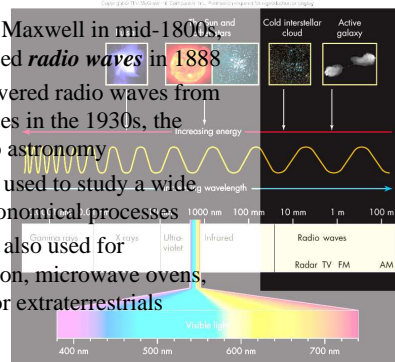 Maxwell in mid-1800s,
ed radio waves in 1888
vered radio waves from
es in the 1930s, the
o astronomy
used to study a wide
onomical processes
also used for
on, microwave ovens,
or extraterrestrials
The Sun and
Cold interstellar
cloud
Active
galaxy
Increasing energy
wavelength
1000 nm
100 mm
10 mm
1 m
100 m
Gamma rays
X rays
Ultra-
violet
Infrared
Radio waves
Radar TV FM
AM
Visible light
400 nm
500 nm
600 nm
700 nm